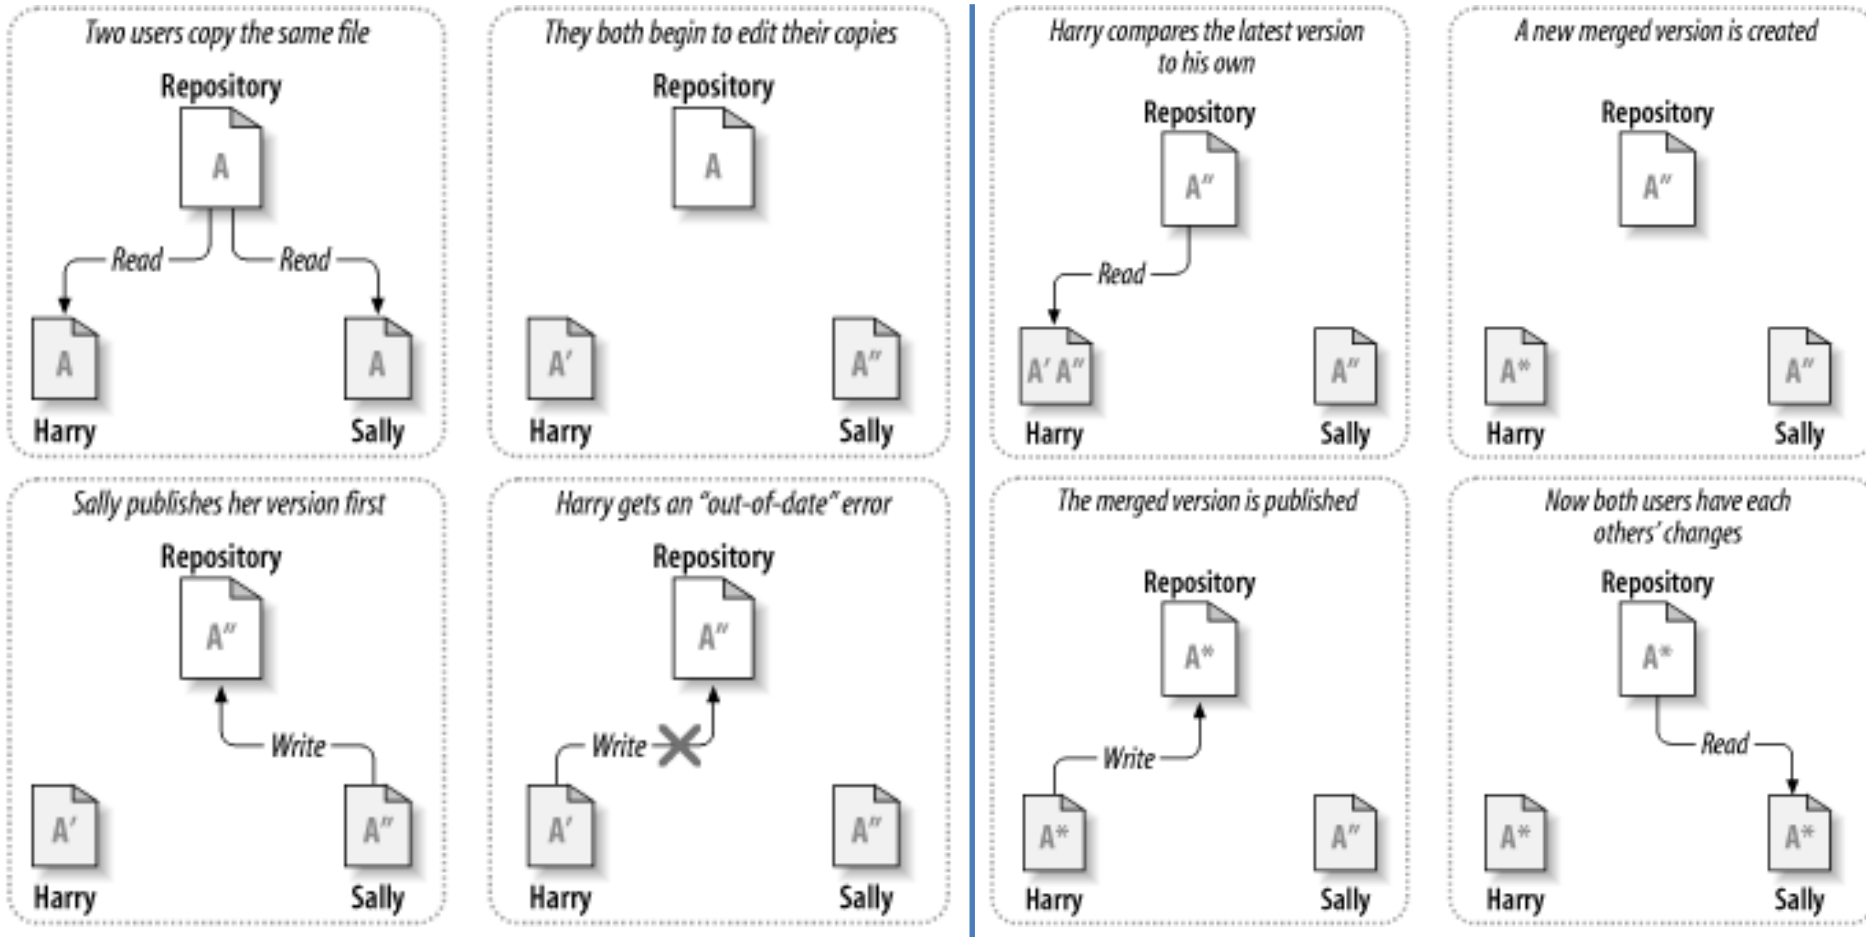 Two users copy the same file
Repository
A
Read
Read
A
A
Harry
Sally
They both begin to edit their copies
Repository
A
A′
A″
Harry
Sally
Sally publishes her version first
Repository
A″
Write
A′
A″
Harry
Sally
Harry gets an “out-of-date” error
Repository
A″
Write
A′
A″
Harry
Sally
Harry compares the latest version
to his own
Repository
A″
Read
A′ A″
A″
Harry
Sally
A new merged version is created
Repository
A″
A*
A″
Harry
Sally
The merged version is published
Repository
A*
Write
A*
A″
Harry
Sally
Now both users have each
others’ changes
Repository
A*
Read
A*
A*
Harry
Sally